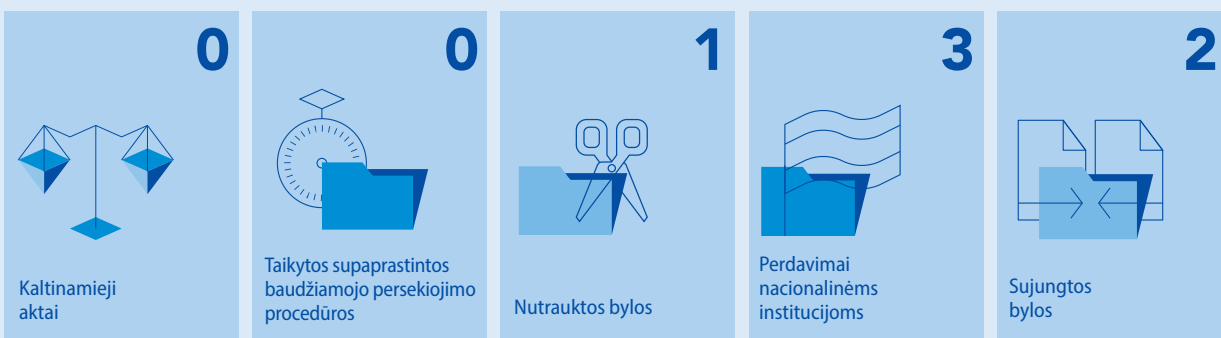 0
Kaltinamieji
aktai
0
Taikytos supaprastintos
baudžiamojo persekiojimo
procedūros
1
Nutrauktos bylos
3
Perdavimai
nacionalinėms
institucijoms
2
Sujungtos
bylos